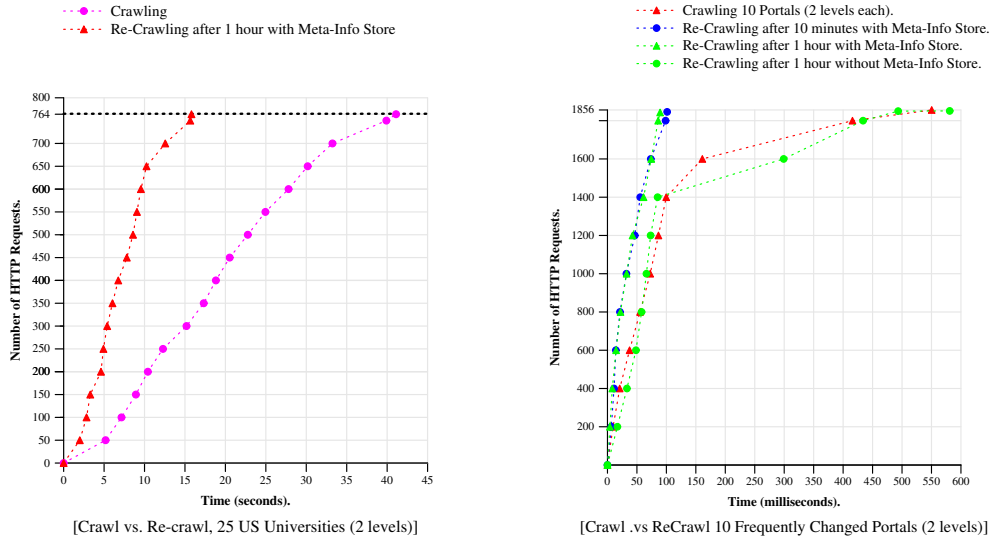 Crawling
Re-Crawling after 1 hour with Meta-Info Store
800
764
700
600
550
500
450
400
350
300
250
200
150
100
50
0
Number of HTTP Requests.
0 5 10 15 20 25 30 35 40 45
Time (seconds).
[Crawl vs. Re-crawl, 25 US Universities (2 levels)]
Crawling 10 Portals (2 levels each).
Re-Crawling after 10 minutes with Meta-Info Store.
Re-Crawling after 1 hour with Meta-Info Store.
Re-Crawling after 1 hour without Meta-Info Store.
1856
1600
1400
1200
1000
800
600
400
200
Number of HTTP Requests.
0 50 100 150 200 250 300 350 400 450 500 550 600
Time (milliseconds).
[Crawl .vs ReCrawl 10 Frequently Changed Portals (2 levels)]